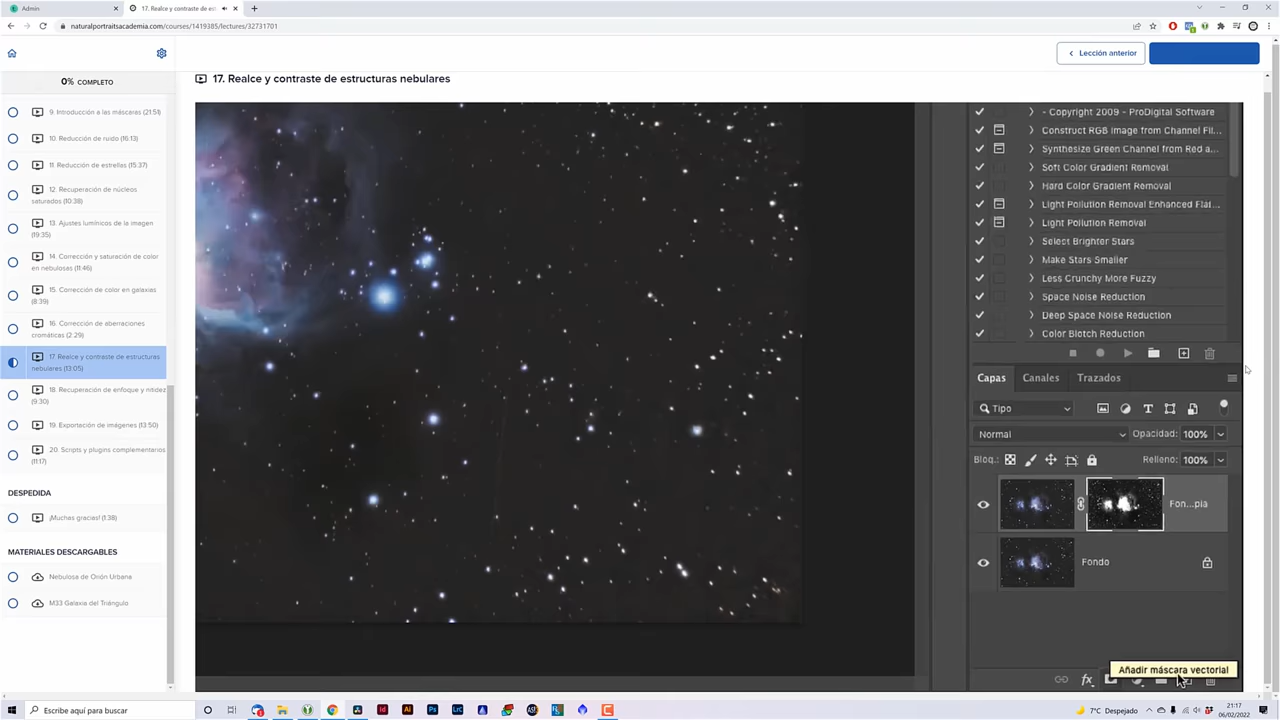 Admin
17. Realce y contraste de est
naturalportraitsacademia.com/courses/1419385/lectures/32731701
Lección anterior
0% COMPLETO
9. Introducción a las máscaras (21:51)
10. Reducción de ruido (16:13)
11. Reducción de estrellas (15:37)
12. Recuperación de núcleos
saturados (10:38)
13. Ajustes lumínicos de la imagen
(19:35)
14. Corrección y saturación de color
en nebulosas (11:46)
15. Corrección de color en galaxias
(8:39)
16. Corrección de aberraciones
cromáticas (2:29)
17. Realce y contraste de estructuras
nebulares (13:05)
18. Recuperación de enfoque y nitidez
(9:30)
19. Exportación de imágenes (13:50)
20. Scripts y plugins complementarios
(11:17)
DESPEDIDA
¡Muchas gracias! (1:38)
MATERIALES DESCARGABLES
Nebulosa de Orión Urbana
M33 Galaxia del Triángulo
17. Realce y contraste de estructuras nebulares
- Copyright 2009 - ProDigital Software
Construct RGB Image from Channel Fil...
Synthesize Green Channel from Red a...
Soft Color Gradient Removal
Hard Color Gradient Removal
Light Pollution Removal Enhanced Flat...
Light Pollution Removal
Select Brighter Stars
Make Stars Smaller
Less Crunchy More Fuzzy
Space Noise Reduction
Deep Space Noise Reduction
Color Blotch Reduction
Capas Canales Trazados
Tipo
Normal Opacidad: 100%
Bloq.: Relleno: 100%
Fon...pia
Fondo
Añadir máscara vectorial
fx
Escribe aquí para buscar
7°C Despejado
21:17
06/02/2022